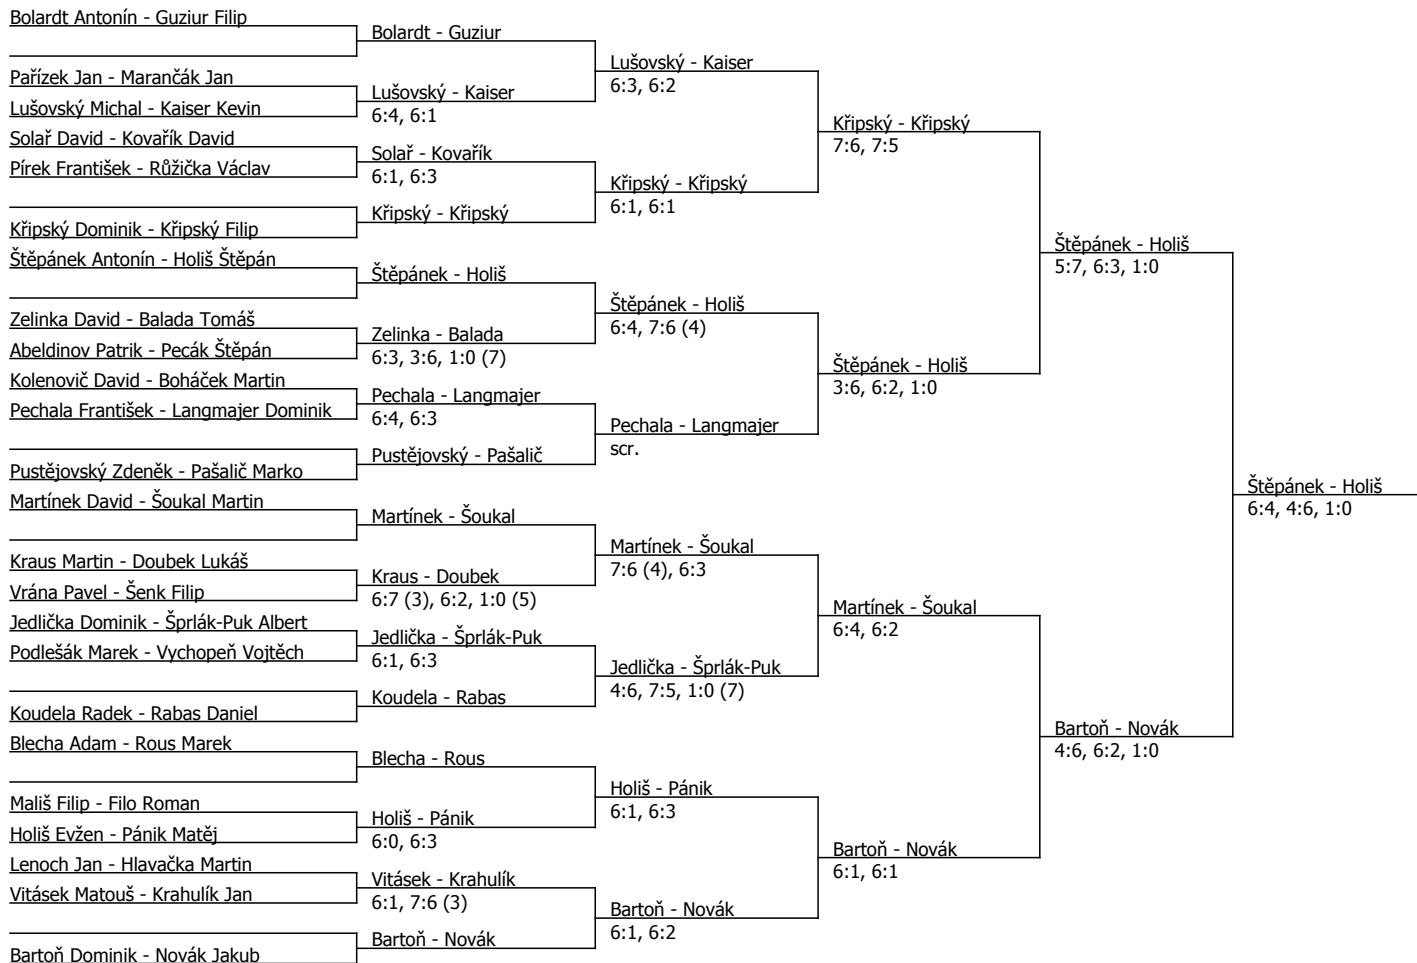 Bolardt Antonín - Guziur Filip
Pařízek Jan - Marančák Jan
Lušovský Michal - Kaiser Kevin
Solař David - Kovařík David
Pírek František - Růžička Václav
Křipský Dominik - Křipský Filip
Štěpánek Antonín - Holiš Štěpán
Zelinka David - Balada Tomáš
Abeldinov Patrik - Pecák Štěpán
Kolenovič David - Boháček Martin
Pechala František - Langmajer Dominik
Pustějovský Zdeněk - Pašalič Marko
Martínek David - Šoukal Martin
Kraus Martin - Doubek Lukáš
Vrána Pavel - Šenk Filip
Jedlička Dominik - Šprlák-Puk Albert
Podlešák Marek - Vychopeň Vojtěch
Koudela Radek - Rabas Daniel
Blecha Adam - Rous Marek
Mališ Filip - Filo Roman
Holiš Evžen - Pánik Matěj
Lenoch Jan - Hlavačka Martin
Vitásek Matouš - Krahulík Jan
Bartoň Dominik - Novák Jakub
Bolardt - Guziur
Lušovský - Kaiser
6:4, 6:1
Solař - Kovařík
6:1, 6:3
Křipský - Křipský
Štěpánek - Holiš
Zelinka - Balada
6:3, 3:6, 1:0 (7)
Pechala - Langmajer
6:4, 6:3
Pustějovský - Pašalič
Martínek - Šoukal
Kraus - Doubek
6:7 (3), 6:2, 1:0 (5)
Jedlička - Šprlák-Puk
6:1, 6:3
Koudela - Rabas
Blecha - Rous
Holiš - Pánik
6:0, 6:3
Vitásek - Krahulík
6:1, 7:6 (3)
Bartoň - Novák
Lušovský - Kaiser
6:3, 6:2
Křipský - Křipský
6:1, 6:1
Štěpánek - Holiš
6:4, 7:6 (4)
Pechala - Langmajer
scr.
Martínek - Šoukal
7:6 (4), 6:3
Jedlička - Šprlák-Puk
4:6, 7:5, 1:0 (7)
Holiš - Pánik
6:1, 6:3
Bartoň - Novák
6:1, 6:2
Křipský - Křipský
7:6, 7:5
Štěpánek - Holiš
3:6, 6:2, 1:0
Martínek - Šoukal
6:4, 6:2
Bartoň - Novák
6:1, 6:1
Štěpánek - Holiš
5:7, 6:3, 1:0
Bartoň - Novák
4:6, 6:2, 1:0
Štěpánek - Holiš
6:4, 4:6, 1:0